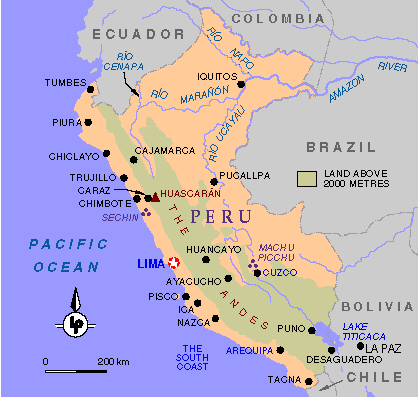 COLOMBIA
ECUADOR
RÍO NAPO
RÍO
CENAPA
IQUITOS
TUMBES
RÍO MARAÑÓN
AMAZON RIVER
PIURA
RÍO UCAYALI
BRAZIL
CHICLAYO
CAJAMARCA
LAND ABOVE
2000 METRES
TRUJILLO
PUCALLPA
CARAZ
HUASCARÁN
CHIMBOTE
SECHIN
PERU
THE ANDES
PACIFIC
OCEAN
HUANCAYO
MACHU
PICCHU
LIMA
CUZCO
AYACUCHO
PISCO
ICA
NAZCA
BOLIVIA
PUNO
LAKE
TITICACA
LA PAZ
THE
SOUTH
COAST
AREQUIPA
DESAGUADERO
TACNA
CHILE
LP
0 200 km